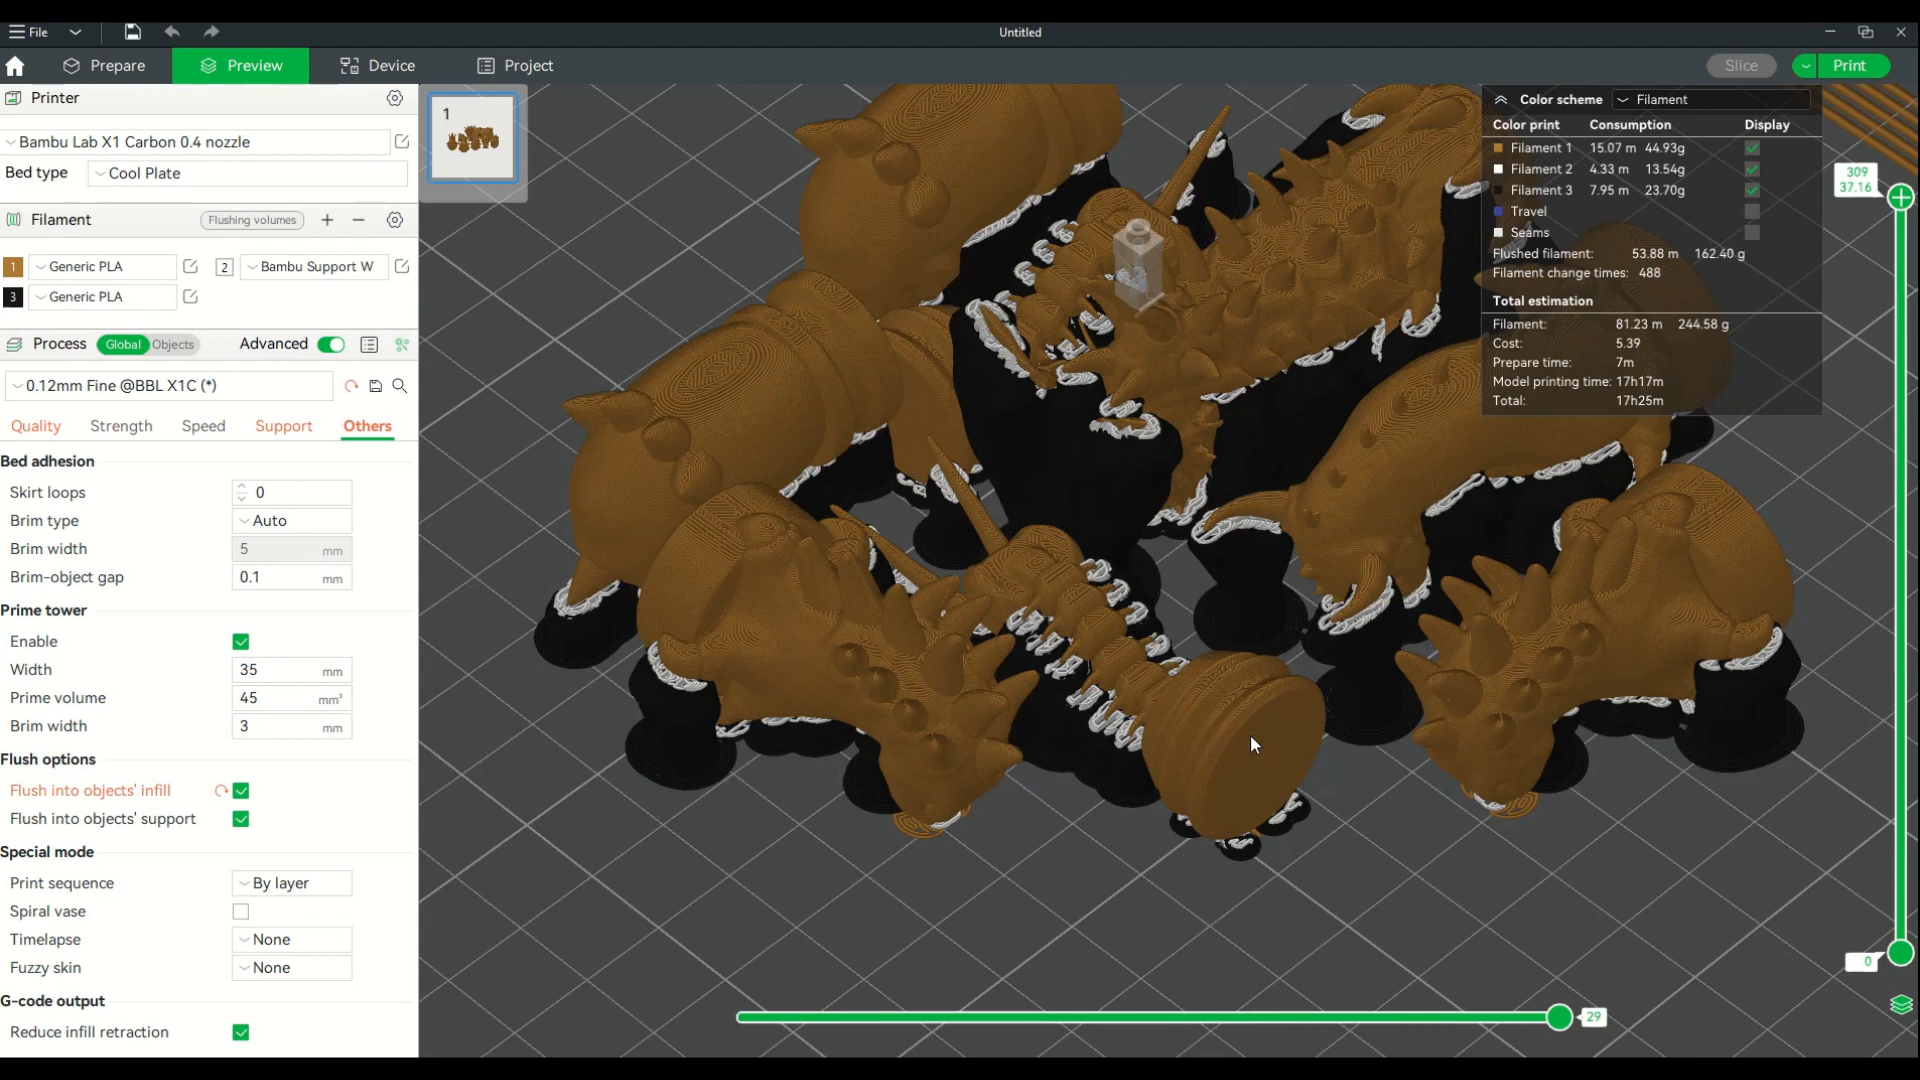 File
Untitled
Prepare
Preview
Device
Project
Slice
Print
Printer
Bambu Lab X1 Carbon 0.4 nozzle
Bed type
Cool Plate
Filament
Flushing volumes
1 Generic PLA
2 Bambu Support W
3 Generic PLA
Process
Global
Objects
Advanced
0.12mm Fine @BBL X1C (*)
Quality
Strength
Speed
Support
Others
Bed adhesion
Skirt loops 0
Brim type Auto
Brim width 5 mm
Brim-object gap 0.1 mm
Prime tower
Enable
Width 35 mm
Prime volume 45 mm³
Brim width 3 mm
Flush options
Flush into objects' infill
Flush into objects' support
Special mode
Print sequence By layer
Spiral vase
Timelapse None
Fuzzy skin None
G-code output
Reduce infill retraction
1
Color scheme Filament
Color print Consumption Display
Filament 1 15.07 m 44.93g
Filament 2 4.33 m 13.54g
Filament 3 7.95 m 23.70g
Travel
Seams
Flushed filament: 53.88 m 162.40 g
Filament change times: 488
Total estimation
Filament: 81.23 m 244.58 g
Cost: 5.39
Prepare time: 7m
Model printing time: 17h17m
Total: 17h25m
309
37.16
0
29